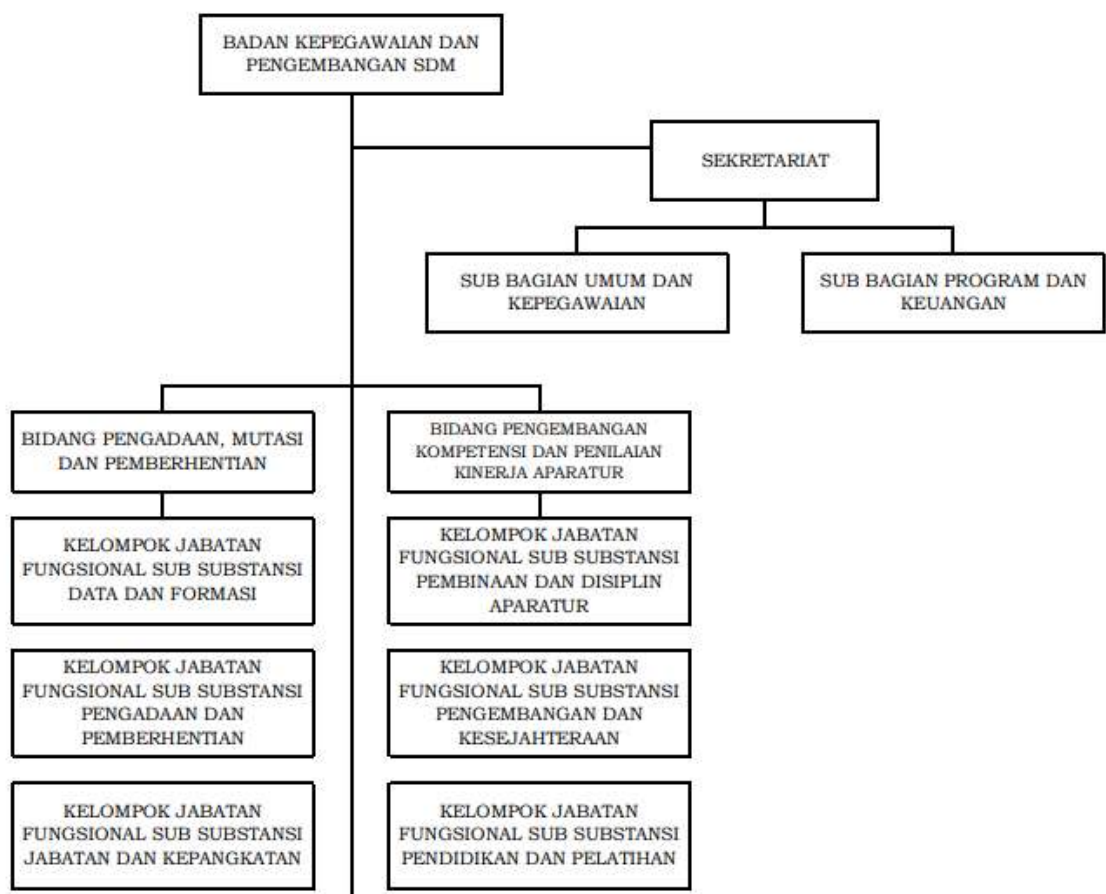 BADAN KEPEGAWAIAN DAN
PENGEMBANGAN SDM
SEKRETARIAT
SUB BAGIAN UMUM DAN
KEPEGAWAIAN
SUB BAGIAN PROGRAM DAN
KEUANGAN
BIDANG PENGADAAN, MUTASI
DAN PEMBERHENTIAN
BIDANG PENGEMBANGAN
KOMPETENSI DAN PENILAIAN
KINERJA APARATUR
KELOMPOK JABATAN
FUNGSIONAL SUB SUBSTANSI
DATA DAN FORMASI
KELOMPOK JABATAN
FUNGSIONAL SUB SUBSTANSI
PEMBINAAN DAN DISIPLIN
APARATUR
KELOMPOK JABATAN
FUNGSIONAL SUB SUBSTANSI
PENGADAAN DAN
PEMBERHENTIAN
KELOMPOK JABATAN
FUNGSIONAL SUB SUBSTANSI
PENGEMBANGAN DAN
KESEJAHTERAAN
KELOMPOK JABATAN
FUNGSIONAL SUB SUBSTANSI
JABATAN DAN KEPANGKATAN
KELOMPOK JABATAN
FUNGSIONAL SUB SUBSTANSI
PENDIDIKAN DAN PELATIHAN